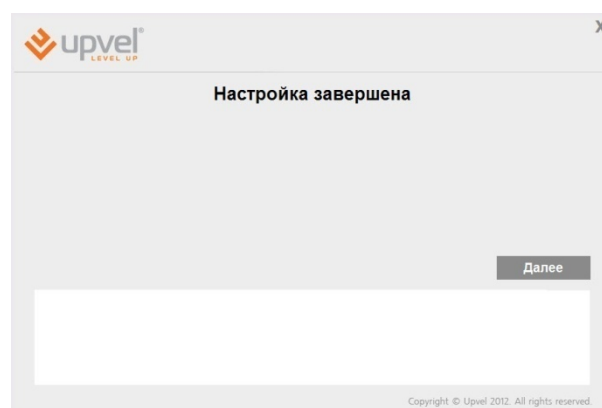 X
upvel®
LEVEL UP
Настройка завершена
Далее
Copyright © Upvel 2012. All rights reserved.